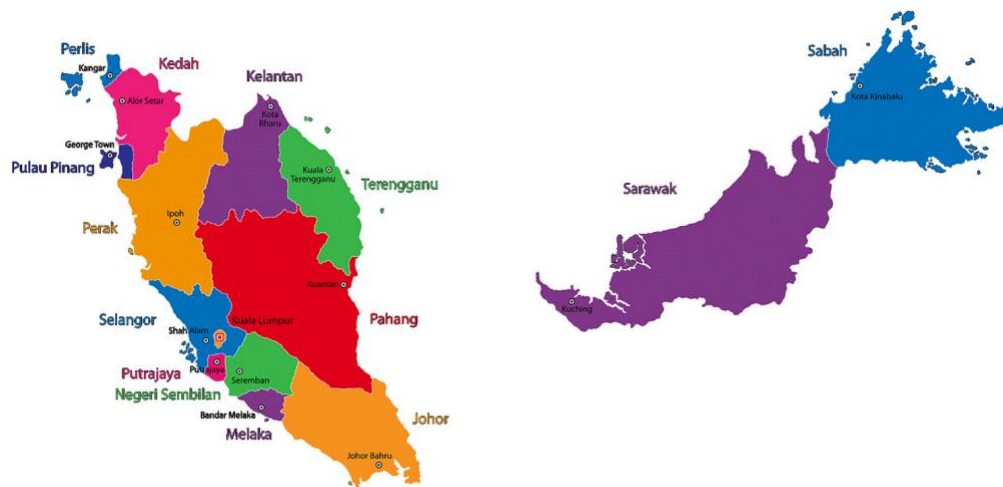 Perlis
Kangar
Kedah
Alor Setar
Kelantan
Kota
Bharu
George Town
Pulau Pinang
Kuala
Terengganu
Terengganu
Perak
Ipoh
Kuantan
Selangor
Kuala Lumpur
Pahang
Shah Alam
Putrajaya
Putrajaya
Seremban
Negeri Sembilan
Bandar Melaka
Melaka
Johor
Johor Bahru
Sabah
Kota Kinabalu
Sarawak
Kuching